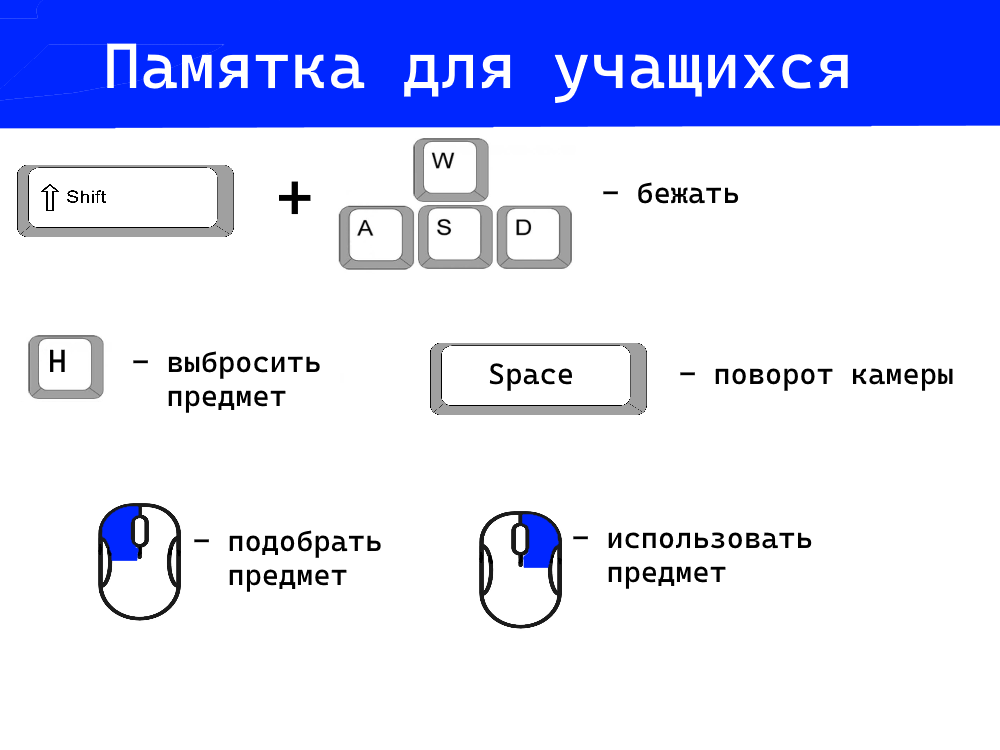 Памятка для учащихся
Shift + W A S D – бежать
H – выбросить
предмет
Space – поворот камеры
– подобрать
предмет
– использовать
предмет